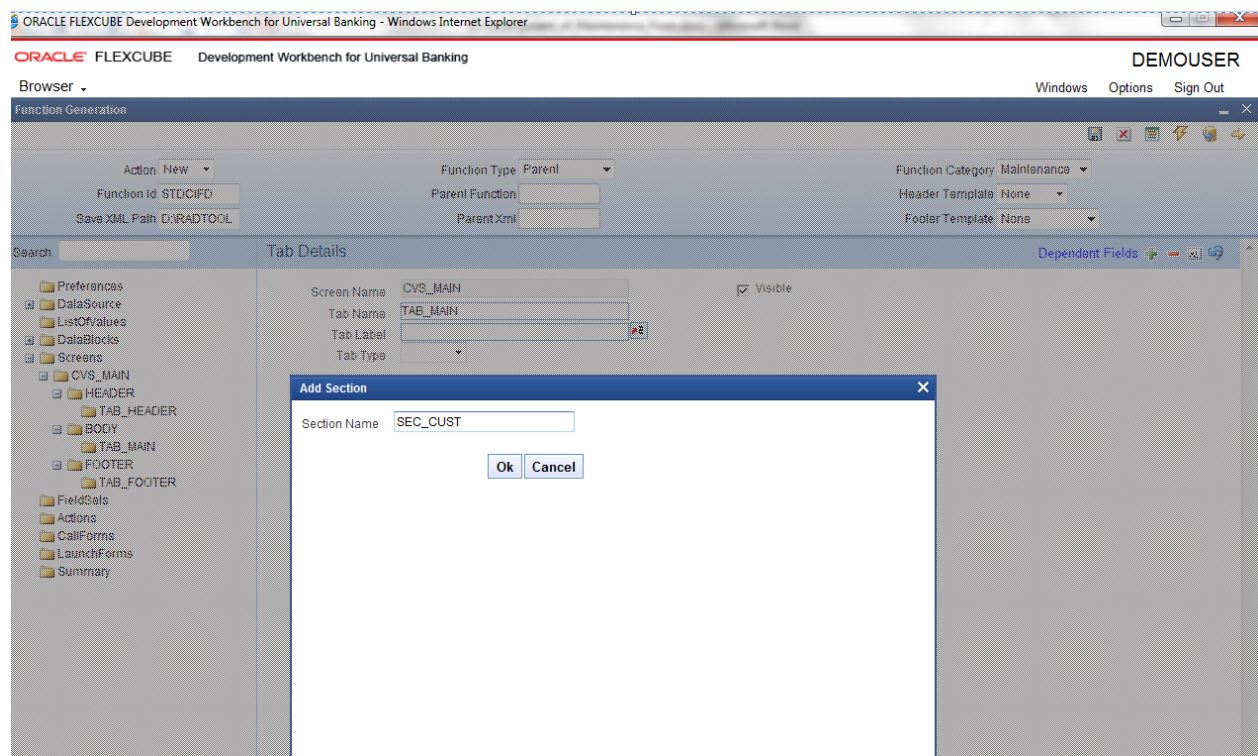 ORACLE FLEXCUBE Development Workbench for Universal Banking - Windows Internet Explorer
ORACLE FLEXCUBE Development Workbench for Universal Banking
DEMOUSER
Browser
Windows Options Sign Out
Function Generation
Action New
Function Type Parent
Function Category Maintenance
Function Id STDCIFD
Parent Function
Header Template None
Save XML Path D:\RADTOOL
Parent Xml
Footer Template None
Search
Tab Details
Dependent Fields
Preferences
DataSource
ListOfValues
DataBlocks
Screens
CVS_MAIN
HEADER
TAB_HEADER
BODY
TAB_MAIN
FOOTER
TAB_FOOTER
FieldSets
Actions
CallForms
LaunchForms
Summary
Screen Name CVS_MAIN
Visible
Tab Name TAB_MAIN
Tab Label
Tab Type
Add Section
Section Name SEC_CUST
Ok Cancel